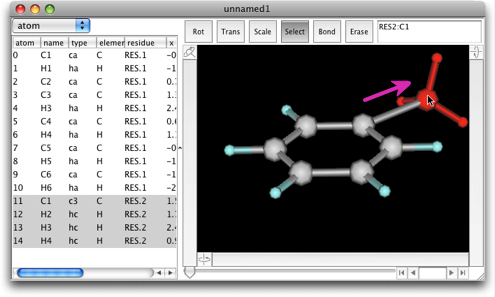 unnamed1
atom
Rot Trans Scale Select Bond Erase RES2:C1
atom name type elemer residue x
0 C1 ca C RES.1 -0
1 H1 ha H RES.1 -1
2 C2 ca C RES.1 0.
3 C3 ca C RES.1 1.
4 H3 ha H RES.1 2.4
5 C4 ca C RES.1 0.6
6 H4 ha H RES.1 1.
7 C5 ca C RES.1 -0
8 H5 ha H RES.1 -1
9 C6 ca C RES.1 -1
10 H6 ha H RES.1 -2
11 C1 c3 C RES.2 1.
12 H2 hc H RES.2 1.
13 H3 hc H RES.2 2.4
14 H4 hc H RES.2 0.9